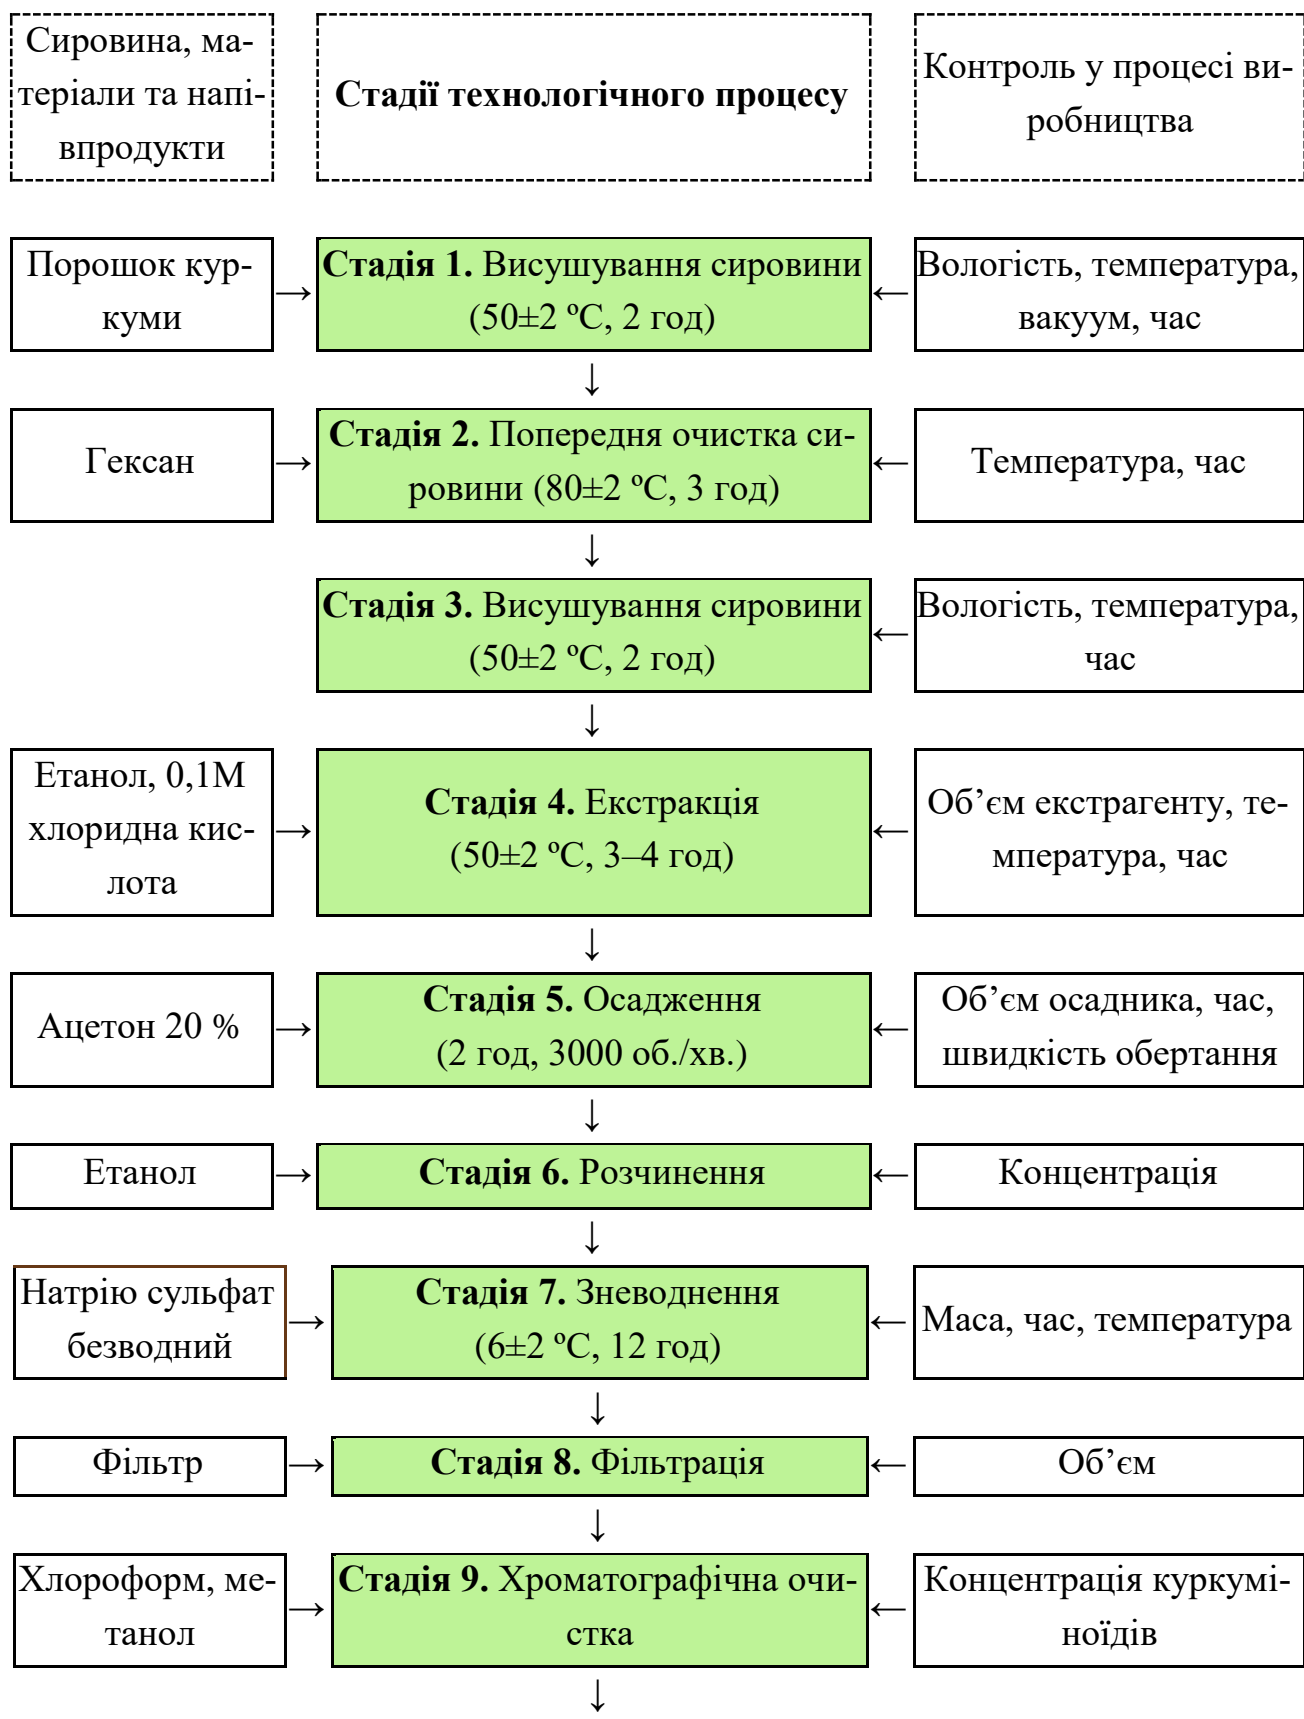 Сировина, ма-
теріали та напі-
впродукти
Стадії технологічного процесу
Контроль у процесі ви-
робництва
Порошок кур-
куми
→
Стадія 1. Висушування сировини
(50±2 ºС, 2 год)
←
Вологість, температура,
вакуум, час
↓
Гексан
→
Стадія 2. Попередня очистка си-
ровини (80±2 ºС, 3 год)
←
Температура, час
↓
Стадія 3. Висушування сировини
(50±2 ºС, 2 год)
←
Вологість, температура,
час
↓
Етанол, 0,1М
хлоридна кис-
лота
→
Стадія 4. Екстракція
(50±2 ºС, 3–4 год)
←
Об’єм екстрагенту, те-
мпература, час
↓
Ацетон 20 %
→
Стадія 5. Осадження
(2 год, 3000 об./хв.)
←
Об’єм осадника, час,
швидкість обертання
↓
Етанол
→
Стадія 6. Розчинення
←
Концентрація
↓
Натрію сульфат
безводний
→
Стадія 7. Зневоднення
(6±2 ºС, 12 год)
←
Маса, час, температура
↓
Фільтр
→
Стадія 8. Фільтрація
←
Об’єм
↓
Хлороформ, ме-
танол
→
Стадія 9. Хроматографічна очи-
стка
←
Концентрація куркумі-
ноїдів
↓